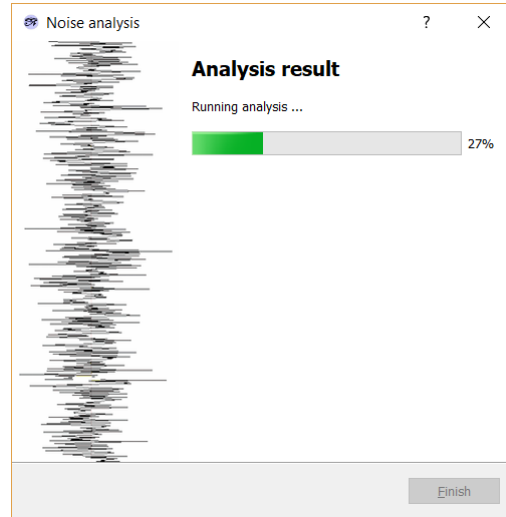 Noise analysis
?
Analysis result
Running analysis ...
27%
Finish